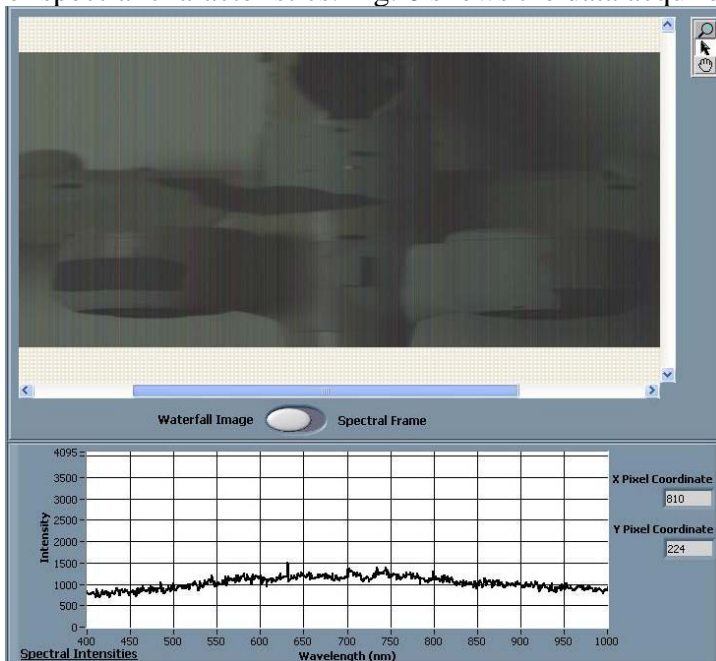 Waterfall Image Spectral Frame
4095
3500
3000
2500
2000
1500
1000
500
0
Intensity
400 450 500 550 600 650 700 750 800 850 900 950 1000
Spectral Intensities Wavelength (nm)
X Pixel Coordinate
810
Y Pixel Coordinate
224